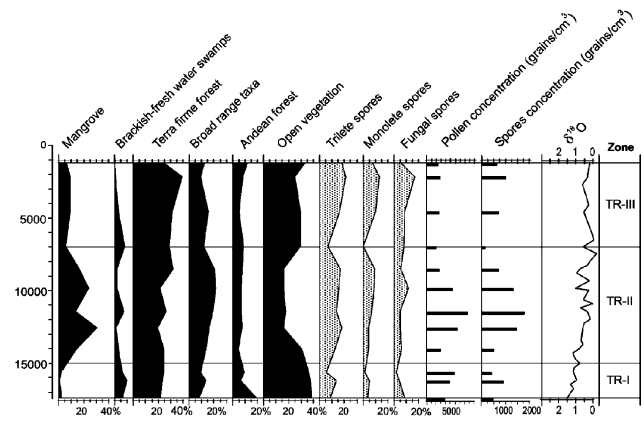 Mangrove
Brackish-fresh water swamps
Terra firme forest
Broad range taxa
Andean forest
Open vegetation
Trilete spores
Monolete spores
Fungal spores
Pollen concentration (grains/cm³)
Spores concentration (grains/cm³)
δ¹⁸O
2 1 0
Zone
0
5000
10000
15000
TR-III
TR-II
TR-I
20 40% 20% 20 40% 20 40% 20% 20 40% 20 20% 20% 5000 1000 2000 2 1 0